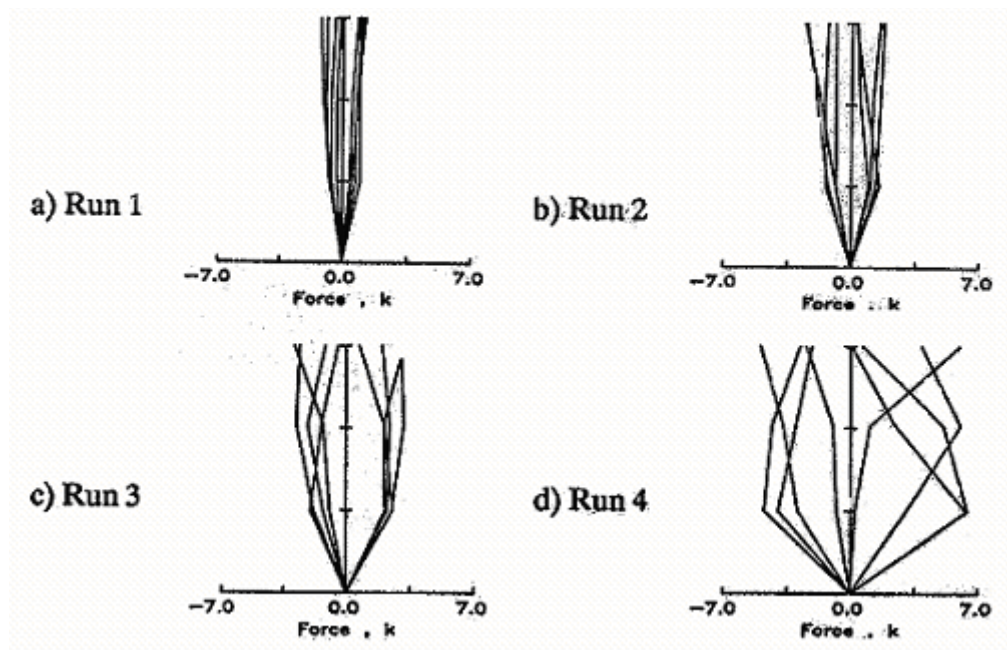 a) Run 1
-7.0 0.0 7.0
Force , k
b) Run 2
-7.0 0.0 7.0
Force , k
c) Run 3
-7.0 0.0 7.0
Force , k
d) Run 4
-7.0 0.0 7.0
Force , k